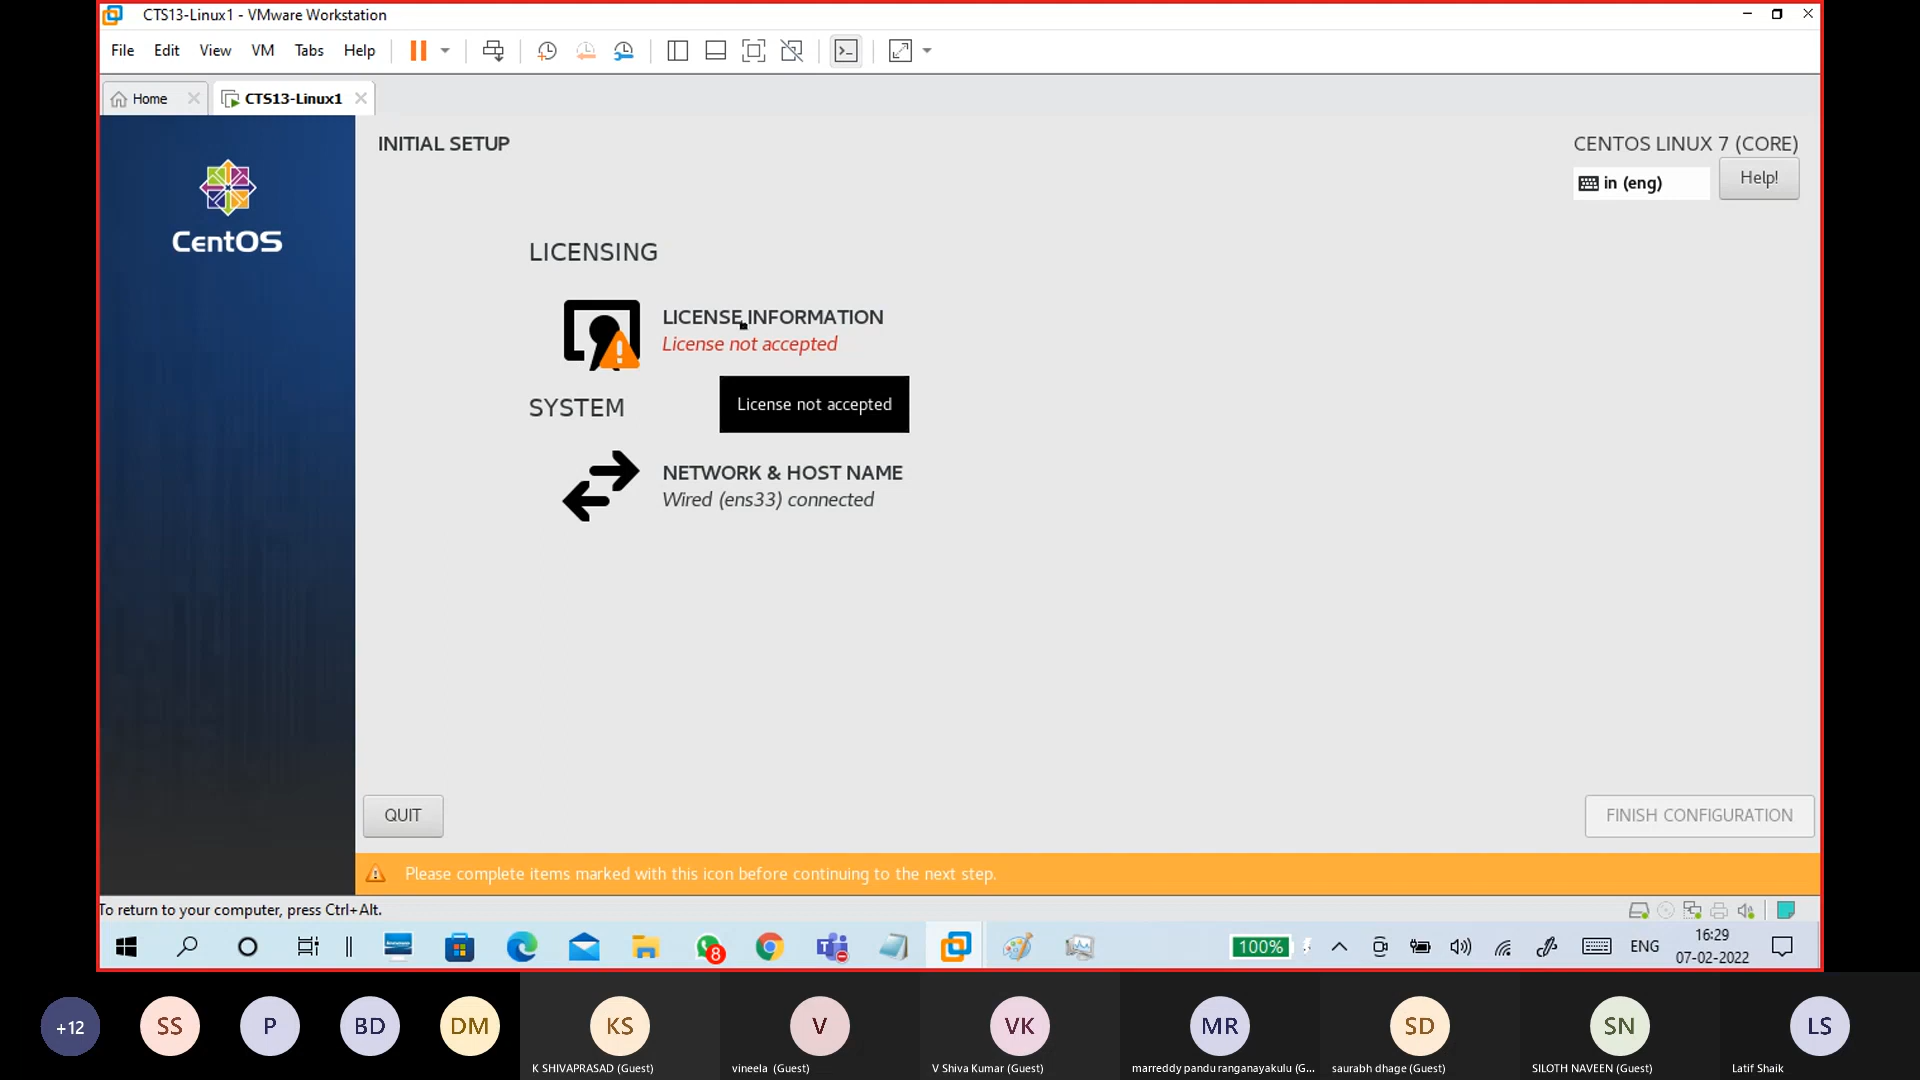 CTS13-Linux1 - VMware Workstation
File Edit View VM Tabs Help
Home CTS13-Linux1
CentOS
INITIAL SETUP
CENTOS LINUX 7 (CORE)
in (eng)
Help!
LICENSING
LICENSE INFORMATION
License not accepted
License not accepted
SYSTEM
NETWORK & HOST NAME
Wired (ens33) connected
QUIT
FINISH CONFIGURATION
Please complete items marked with this icon before continuing to the next step.
To return to your computer, press Ctrl+Alt.
8
100%
ENG
16:29
07-02-2022
+12 SS P BD DM KS V VK MR SD SN LS
K SHIVAPRASAD (Guest) vineela (Guest) V Shiva Kumar (Guest) marreddy pandu ranganayakulu (G... saurabh dhage (Guest) SILOTH NAVEEN (Guest) Latif Shaik